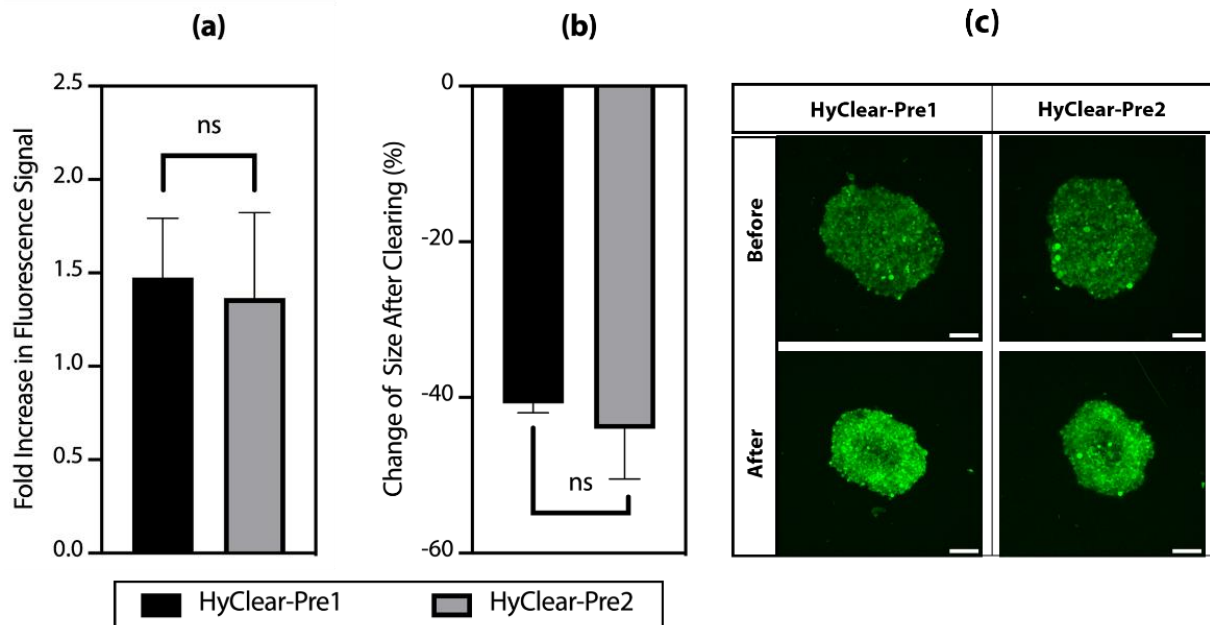 (a)
2.5
2.0
1.5
1.0
0.5
0.0
Fold Increase in Fluorescence Signal
ns
(b)
0
-20
-40
-60
Change of Size After Clearing (%)
ns
HyClear-Pre1 HyClear-Pre2
(c)
HyClear-Pre1 HyClear-Pre2
Before
After